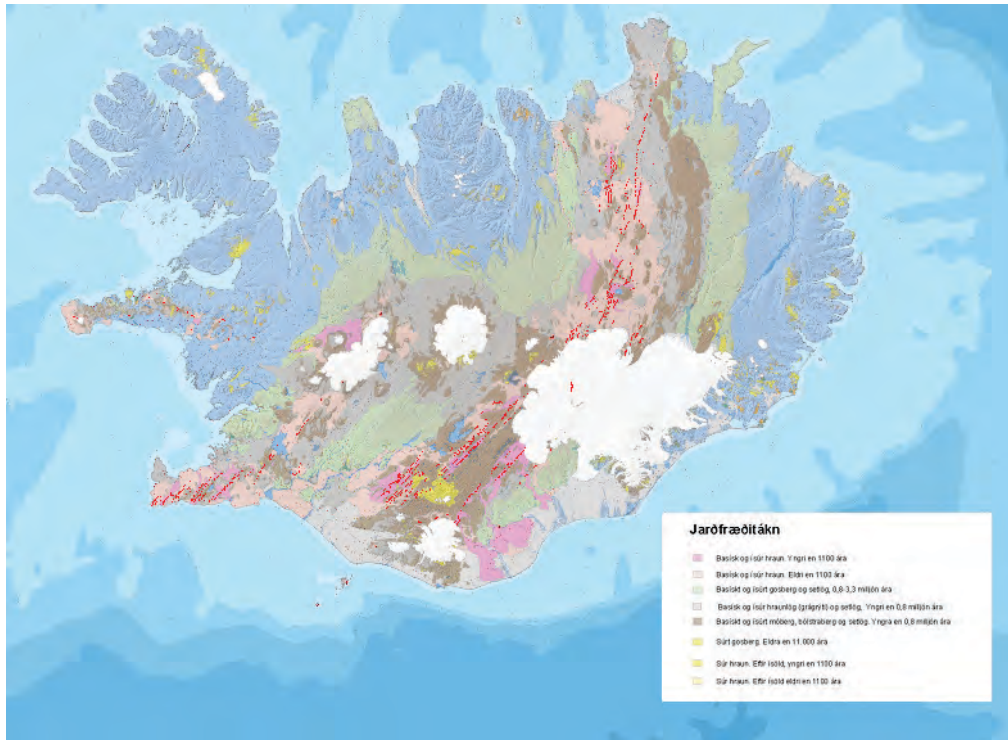 Jarðfræðitákn
Basísk og ísúr hraun. Yngri en 1100 ára
Basísk og ísúr hraun. Eldri en 1100 ára
Basískt og ísúrt gosberg og setlög, 0,8-3,3 milljón ára
Basísk og ísúr hraunlög (grágrýti) og setlög, Yngri en 0,8 milljón ára
Basískt og ísúrt móberg, bólstraberg og setlög. Yngra en 0,8 milljón ára
Súrt gosberg. Eldra en 11.000 ára
Súr hraun. Eftir ísöld, yngri en 1100 ára
Súr hraun. Eftir ísöld eldri en 1100 ára